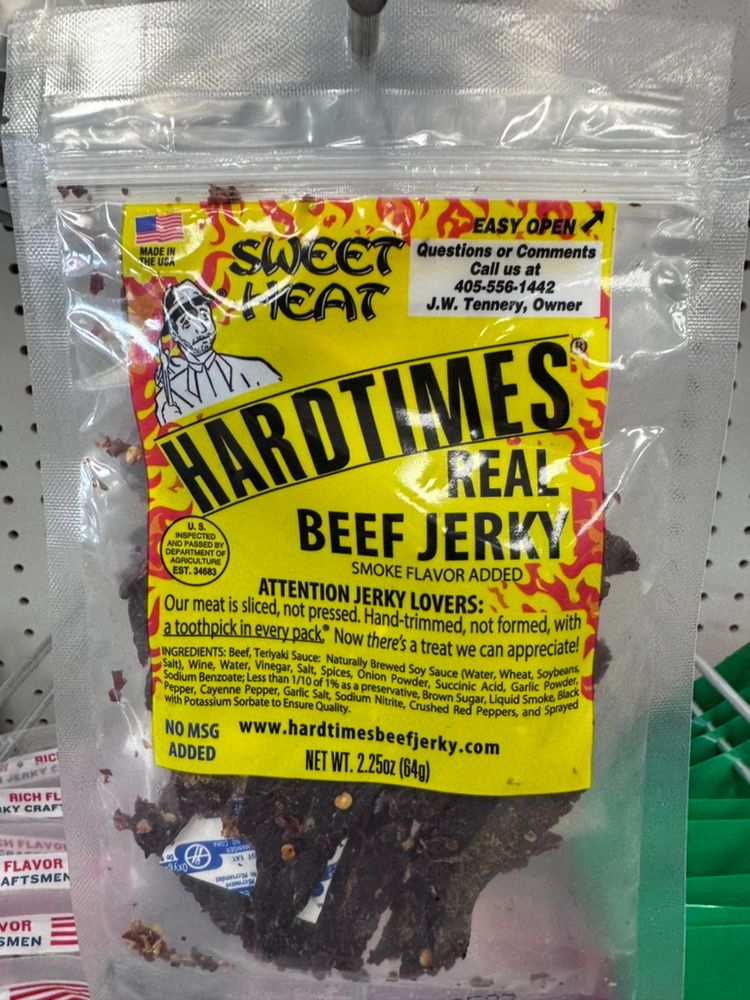 EASY OPEN
MADE IN
THE USA
SWEET
HEAT
Questions or Comments
Call us at
405-556-1442
J.W. Tennery, Owner
HARDTIMES®
REAL
BEEF JERKY
SMOKE FLAVOR ADDED
U. S.
INSPECTED
AND PASSED BY
DEPARTMENT OF
AGRICULTURE
EST. 34683
ATTENTION JERKY LOVERS:
Our meat is sliced, not pressed. Hand-trimmed, not formed, with
a toothpick in every pack.® Now there's a treat we can appreciate!
INGREDIENTS: Beef, Teriyaki Sauce: Naturally Brewed Soy Sauce (Water, Wheat, Soybeans,
Salt), Wine, Water, Vinegar, Salt, Spices, Onion Powder, Succinic Acid, Garlic Powder,
Sodium Benzoate; Less than 1/10 of 1% as a preservative, Brown Sugar, Liquid Smoke, Black
Pepper, Cayenne Pepper, Garlic Salt, Sodium Nitrite, Crushed Red Peppers, and Sprayed
with Potassium Sorbate to Ensure Quality.
NO MSG
ADDED
www.hardtimesbeefjerky.com
NET WT. 2.25oz (64g)
RIC
JERKY C
RICH FL
KY CRAF
FLAVOR
AFTSMEN
VOR
SMEN